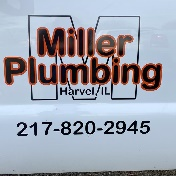 Miller
Plumbing
Harvel, IL
217-820-2945